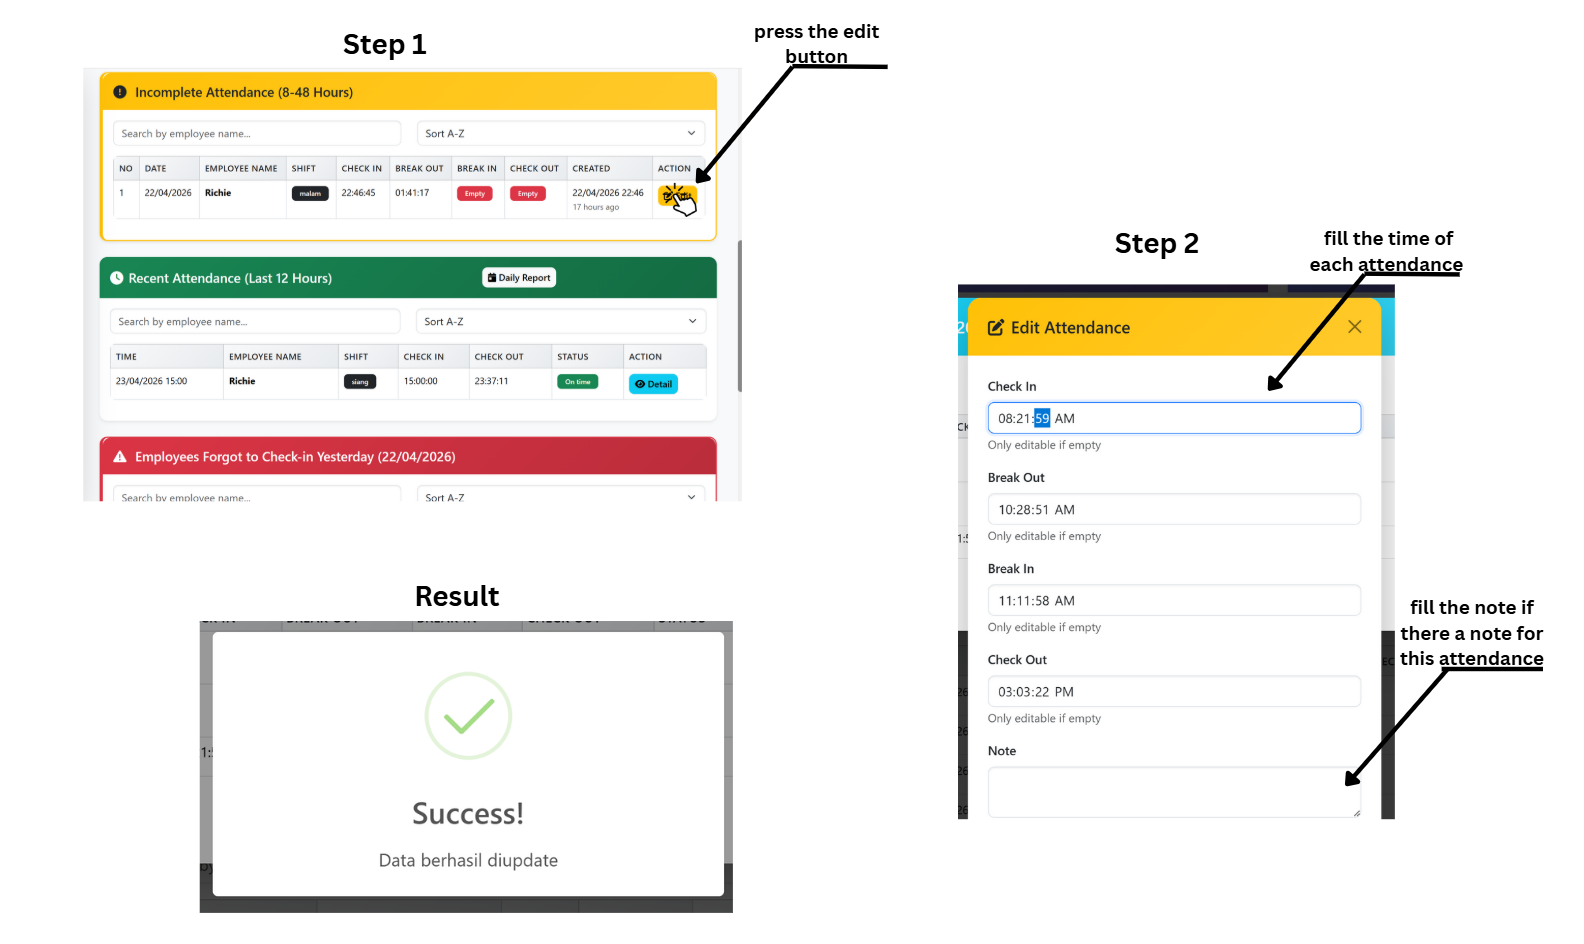 Step 1
press the edit
button
Incomplete Attendance (8-48 Hours)
Search by employee name...
Sort A-Z
NO DATE EMPLOYEE NAME SHIFT CHECK IN BREAK OUT BREAK IN CHECK OUT CREATED ACTION
1 22/04/2026 Richie malam 22:46:45 01:41:17 Empty Empty 22/04/2026 22:46
17 hours ago
Recent Attendance (Last 12 Hours)
Daily Report
Search by employee name...
Sort A-Z
TIME EMPLOYEE NAME SHIFT CHECK IN CHECK OUT STATUS ACTION
23/04/2026 15:00 Richie siang 15:00:00 23:37:11 On time Detail
Employees Forgot to Check-in Yesterday (22/04/2026)
Search by employee name...
Sort A-Z
Step 2
fill the time of
each attendance
Edit Attendance
Check In
08:21:59 AM
Only editable if empty
Break Out
10:28:51 AM
Only editable if empty
Break In
11:11:58 AM
Only editable if empty
Check Out
03:03:22 PM
Only editable if empty
Note
fill the note if
there a note for
this attendance
Result
Success!
Data berhasil diupdate